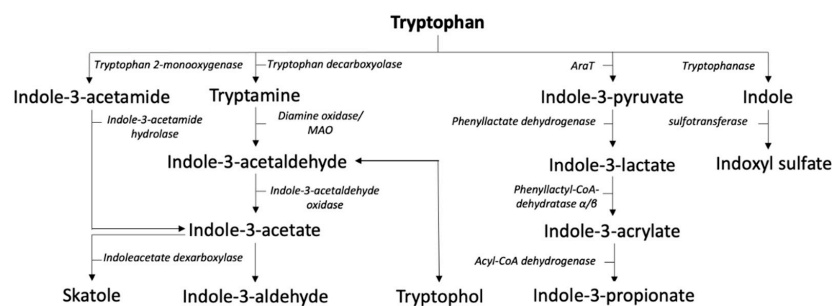 Tryptophan
Tryptophan 2-monooxygenase
Tryptophan decarboxyolase
AraT
Tryptophanase
Indole-3-acetamide
Tryptamine
Indole-3-pyruvate
Indole
Indole-3-acetamide
hydrolase
Diamine oxidase/
MAO
Phenyllactate dehydrogenase
sulfotransferase
Indole-3-acetaldehyde
Indole-3-lactate
Indoxyl sulfate
Indole-3-acetaldehyde
oxidase
Phenyllactyl-CoA-
dehydratase α/β
Indole-3-acetate
Indole-3-acrylate
Indoleacetate dexarboxylase
Acyl-CoA dehydrogenase
Skatole
Indole-3-aldehyde
Tryptophol
Indole-3-propionate